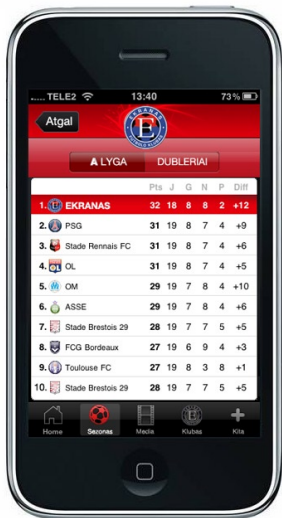 ..... TELE2 13:40 73%
Atgal
EKRANAS
FUTBOLO KLUBAS
A LYGA DUBLERIAI
Pts J G N P Diff
1. EKRANAS 32 18 8 8 2 +12
2. PSG 31 19 8 7 4 +9
3. Stade Rennais FC 31 19 8 7 4 +6
4. OL 31 19 8 7 4 +5
5. OM 29 19 7 8 4 +10
6. ASSE 29 19 7 8 4 +6
7. Stade Brestois 29 28 19 7 7 5 +5
8. FCG Bordeaux 27 19 6 9 4 +3
9. Toulouse FC 27 19 8 3 8 +1
10. Stade Brestois 29 28 19 7 7 5 +5
Home Sezonas Media Klubas Kita